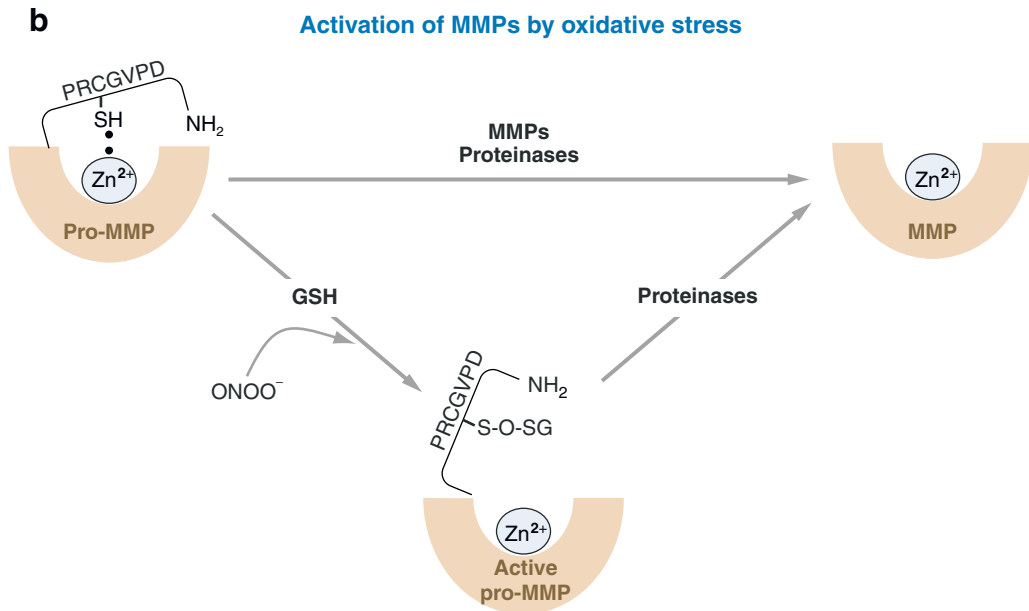 b
Activation of MMPs by oxidative stress
PRCGVPD
SH
NH₂
Zn²⁺
Pro-MMP
MMPs
Proteinases
Zn²⁺
MMP
GSH
Proteinases
ONOO⁻
PRCGVPD
NH₂
S-O-SG
Zn²⁺
Active
pro-MMP